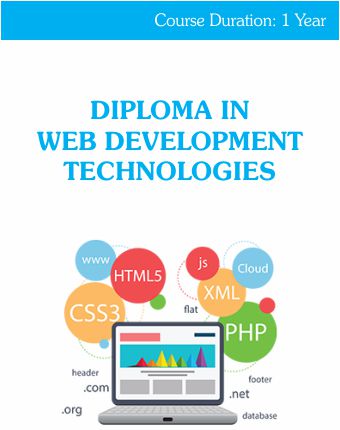 Course Duration: 1 Year
DIPLOMA IN
WEB DEVELOPMENT
TECHNOLOGIES
www
HTML5
js
Cloud
XML
CSS3
flat
PHP
header
.com
footer
.net
.org
database